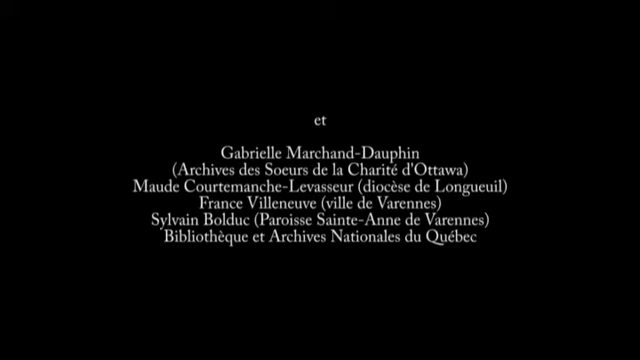 et
Gabrielle Marchand-Dauphin
(Archives des Soeurs de la Charité d'Ottawa)
Maude Courtemanche-Levasseur (diocèse de Longueuil)
France Villeneuve (ville de Varennes)
Sylvain Bolduc (Paroisse Sainte-Anne de Varennes)
Bibliothèque et Archives Nationales du Québec